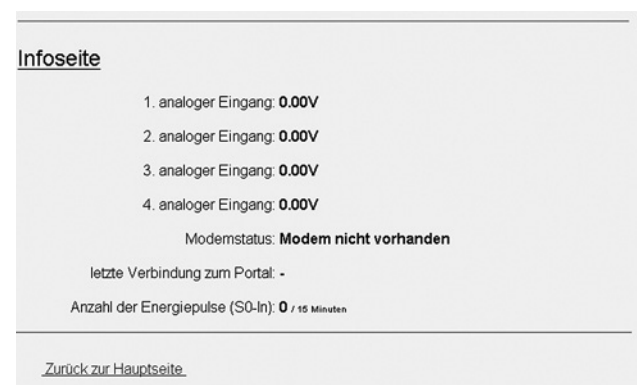 Infoseite
1. analoger Eingang: 0.00V
2. analoger Eingang: 0.00V
3. analoger Eingang: 0.00V
4. analoger Eingang: 0.00V
Modemstatus: Modem nicht vorhanden
letzte Verbindung zum Portal: -
Anzahl der Energiepulse (S0-In): 0 / 15 Minuten
Zurück zur Hauptseite